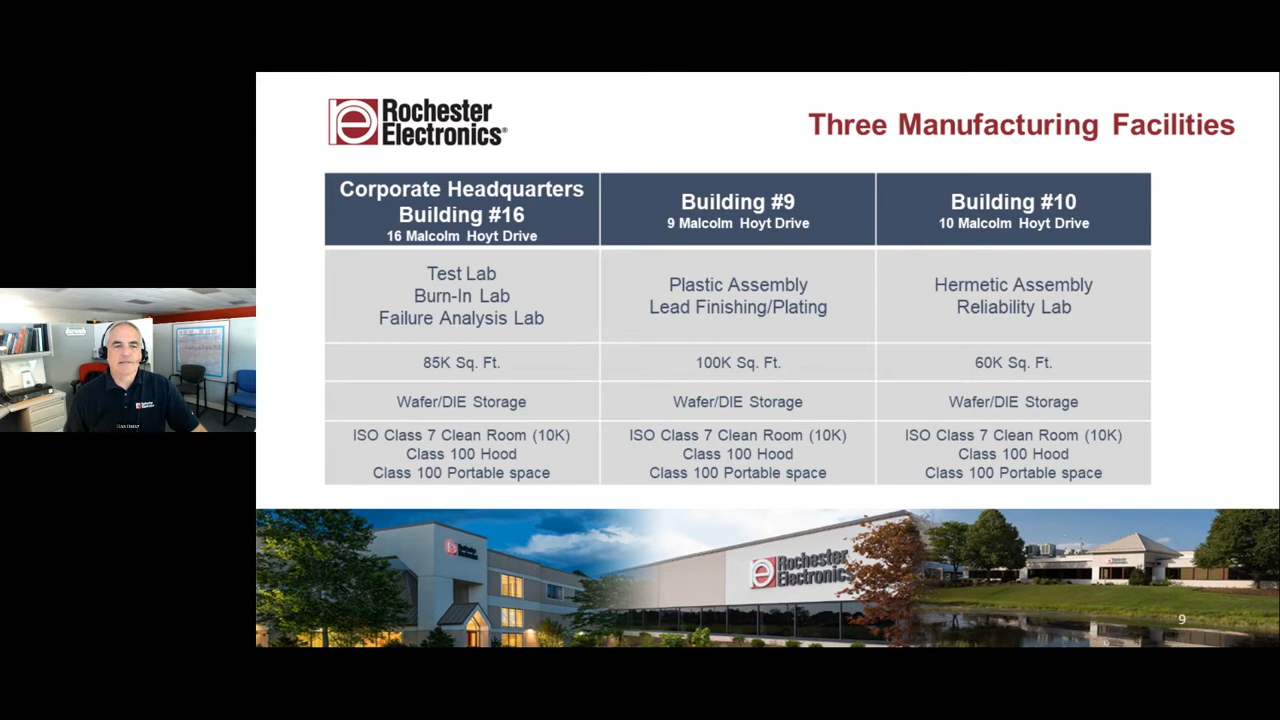 Rochester
Electronics®
Three Manufacturing Facilities
Corporate Headquarters
Building #16
16 Malcolm Hoyt Drive
Building #9
9 Malcolm Hoyt Drive
Building #10
10 Malcolm Hoyt Drive
Test Lab
Burn-In Lab
Failure Analysis Lab
Plastic Assembly
Lead Finishing/Plating
Hermetic Assembly
Reliability Lab
85K Sq. Ft.
100K Sq. Ft.
60K Sq. Ft.
Wafer/DIE Storage
Wafer/DIE Storage
Wafer/DIE Storage
ISO Class 7 Clean Room (10K)
Class 100 Hood
Class 100 Portable space
ISO Class 7 Clean Room (10K)
Class 100 Hood
Class 100 Portable space
ISO Class 7 Clean Room (10K)
Class 100 Hood
Class 100 Portable space
Rochester
Electronics
Rochester
Electronics
9